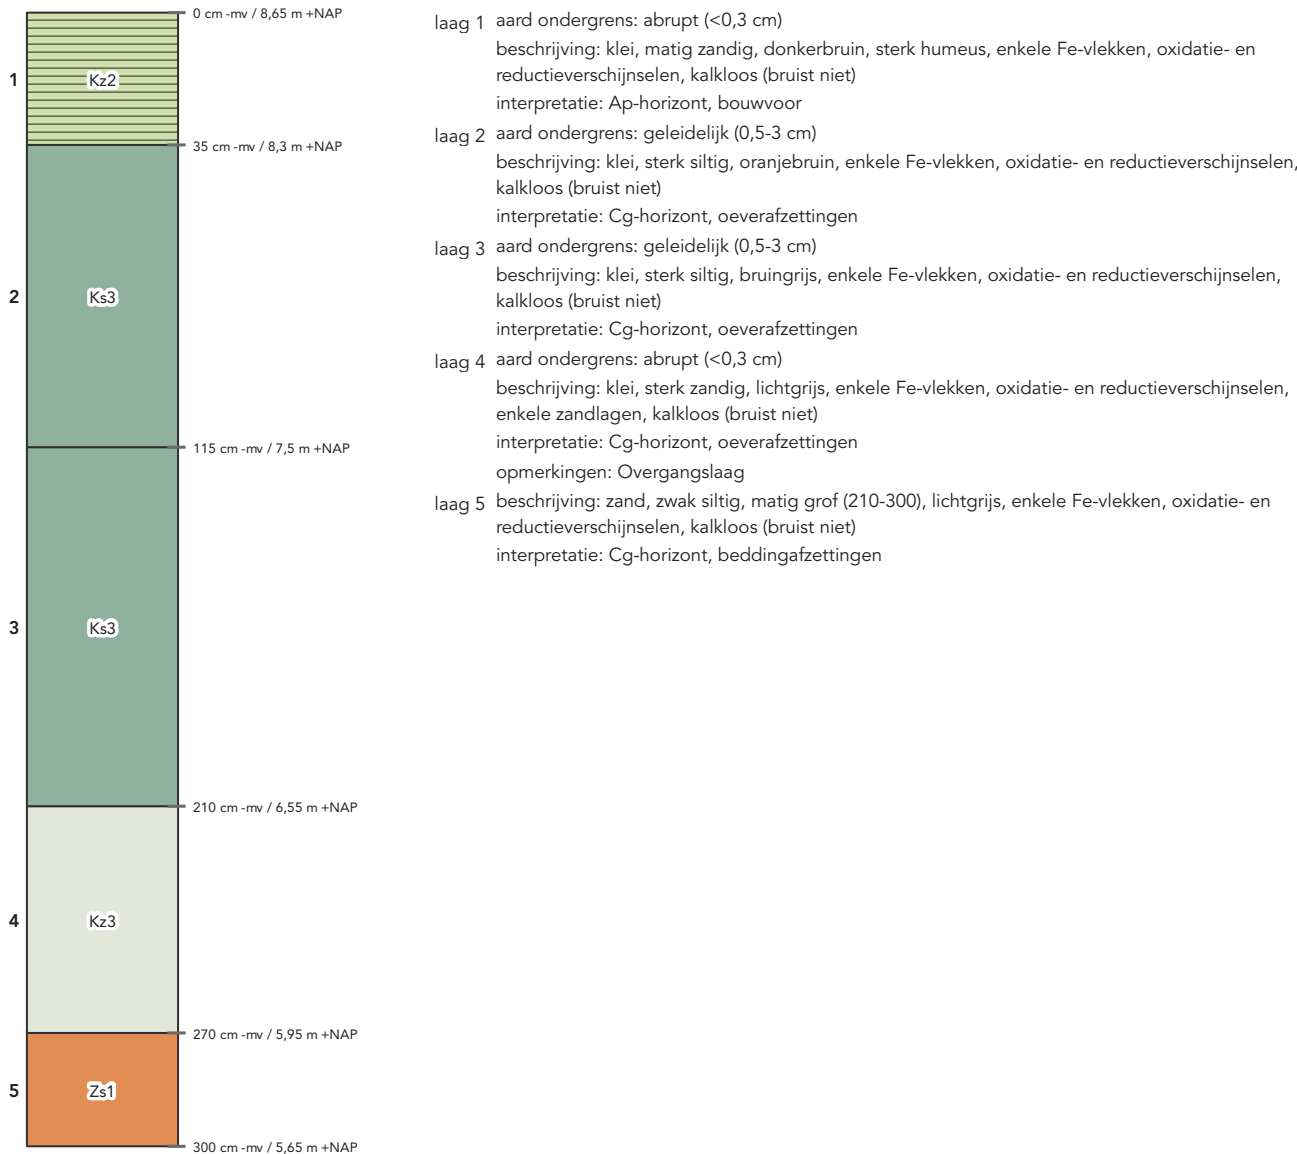 0 cm -mv / 8,65 m +NAP
1
Kz2
35 cm -mv / 8,3 m +NAP
2
Ks3
115 cm -mv / 7,5 m +NAP
3
Ks3
210 cm -mv / 6,55 m +NAP
4
Kz3
270 cm -mv / 5,95 m +NAP
5
Zs1
300 cm -mv / 5,65 m +NAP
laag 1 aard ondergrens: abrupt (<0,3 cm)
beschrijving: klei, matig zandig, donkerbruin, sterk humeus, enkele Fe-vlekken, oxidatie- en
reductieverschijnselen, kalkloos (bruist niet)
interpretatie: Ap-horizont, bouwvoor
laag 2 aard ondergrens: geleidelijk (0,5-3 cm)
beschrijving: klei, sterk siltig, oranjebruin, enkele Fe-vlekken, oxidatie- en reductieverschijnselen,
kalkloos (bruist niet)
interpretatie: Cg-horizont, oeverafzettingen
laag 3 aard ondergrens: geleidelijk (0,5-3 cm)
beschrijving: klei, sterk siltig, bruingrijs, enkele Fe-vlekken, oxidatie- en reductieverschijnselen,
kalkloos (bruist niet)
interpretatie: Cg-horizont, oeverafzettingen
laag 4 aard ondergrens: abrupt (<0,3 cm)
beschrijving: klei, sterk zandig, lichtgrijs, enkele Fe-vlekken, oxidatie- en reductieverschijnselen,
enkele zandlagen, kalkloos (bruist niet)
interpretatie: Cg-horizont, oeverafzettingen
opmerkingen: Overgangslaag
laag 5 beschrijving: zand, zwak siltig, matig grof (210-300), lichtgrijs, enkele Fe-vlekken, oxidatie- en
reductieverschijnselen, kalkloos (bruist niet)
interpretatie: Cg-horizont, beddingafzettingen